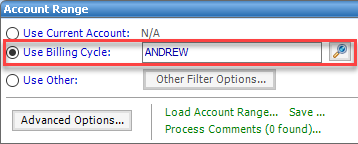 Account Range
Use Current Account: N/A
Use Billing Cycle: ANDREW
Use Other: Other Filter Options...
Advanced Options... Load Account Range... Save ...
Process Comments (0 found)...